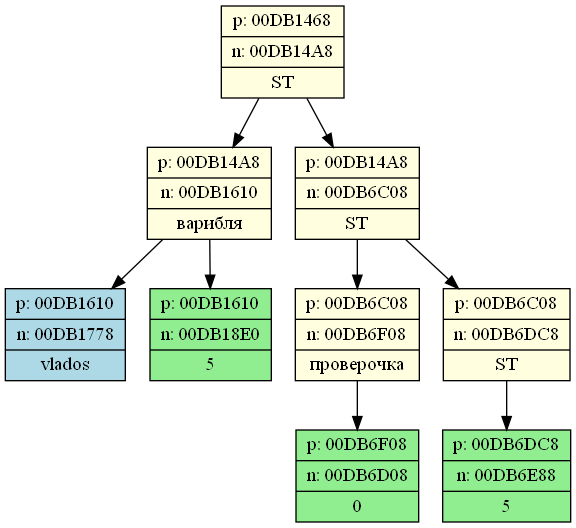 p: 00DB1468
n: 00DB14A8
ST
p: 00DB14A8
n: 00DB1610
варибля
p: 00DB14A8
n: 00DB6C08
ST
p: 00DB1610
n: 00DB1778
vlados
p: 00DB1610
n: 00DB18E0
5
p: 00DB6C08
n: 00DB6F08
проверочка
p: 00DB6C08
n: 00DB6DC8
ST
p: 00DB6F08
n: 00DB6D08
0
p: 00DB6DC8
n: 00DB6E88
5